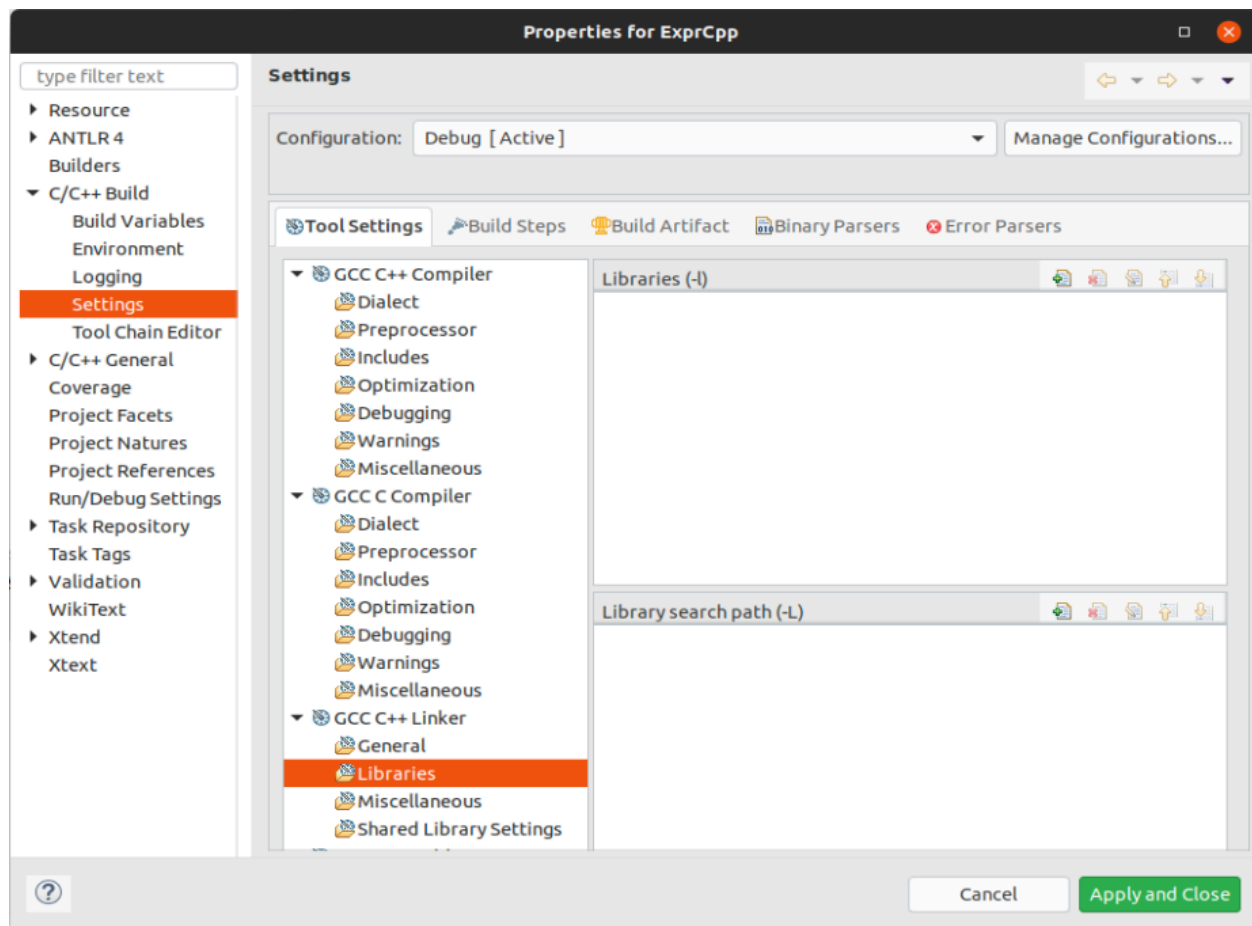 Properties for ExprCpp
type filter text
Resource
ANTLR 4
Builders
C/C++ Build
Build Variables
Environment
Logging
Settings
Tool Chain Editor
C/C++ General
Coverage
Project Facets
Project Natures
Project References
Run/Debug Settings
Task Repository
Task Tags
Validation
WikiText
Xtend
Xtext
Settings
Configuration: Debug [ Active ] Manage Configurations...
Tool Settings Build Steps Build Artifact Binary Parsers Error Parsers
GCC C++ Compiler
Dialect
Preprocessor
Includes
Optimization
Debugging
Warnings
Miscellaneous
GCC C Compiler
Dialect
Preprocessor
Includes
Optimization
Debugging
Warnings
Miscellaneous
GCC C++ Linker
General
Libraries
Miscellaneous
Shared Library Settings
Libraries (-l)
Library search path (-L)
Cancel Apply and Close